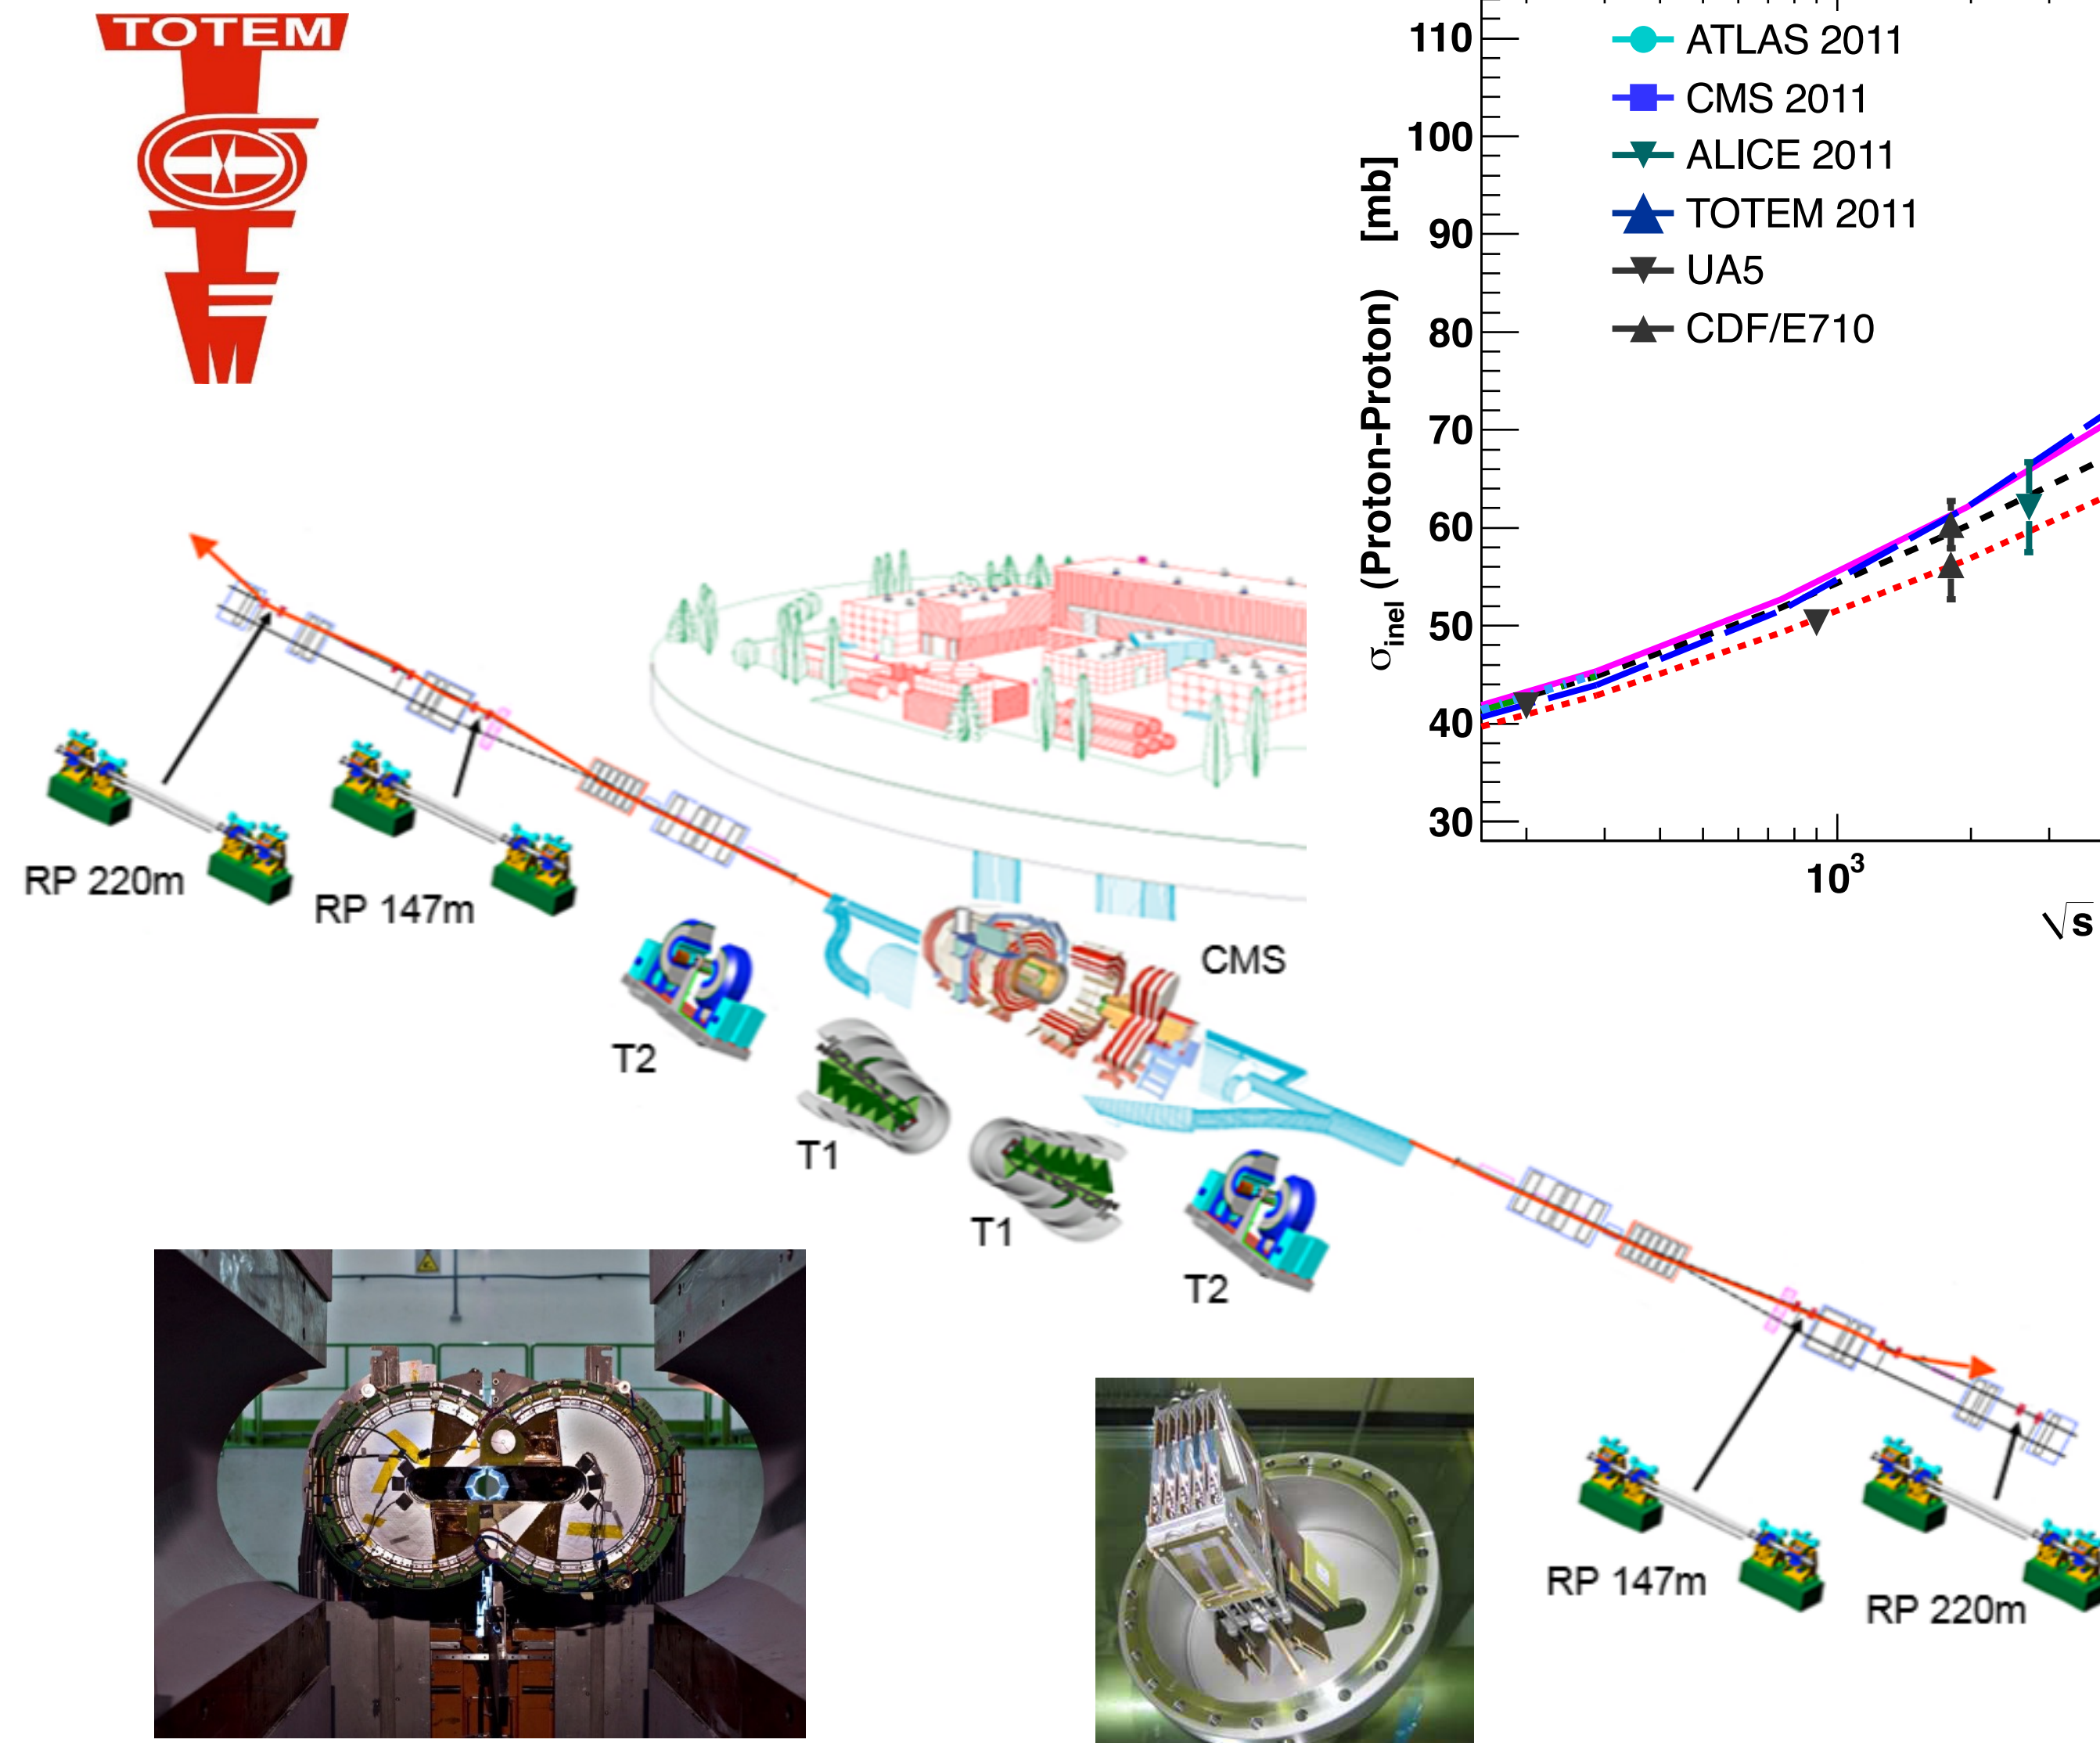 TOTEM
TOTEM
110
100
90
80
70
60
50
40
30
σinel (Proton-Proton) [mb]
ATLAS 2011
CMS 2011
ALICE 2011
TOTEM 2011
UA5
CDF/E710
10³
√s
RP 220m
RP 147m
CMS
T2
T1
T1
T2
RP 147m
RP 220m